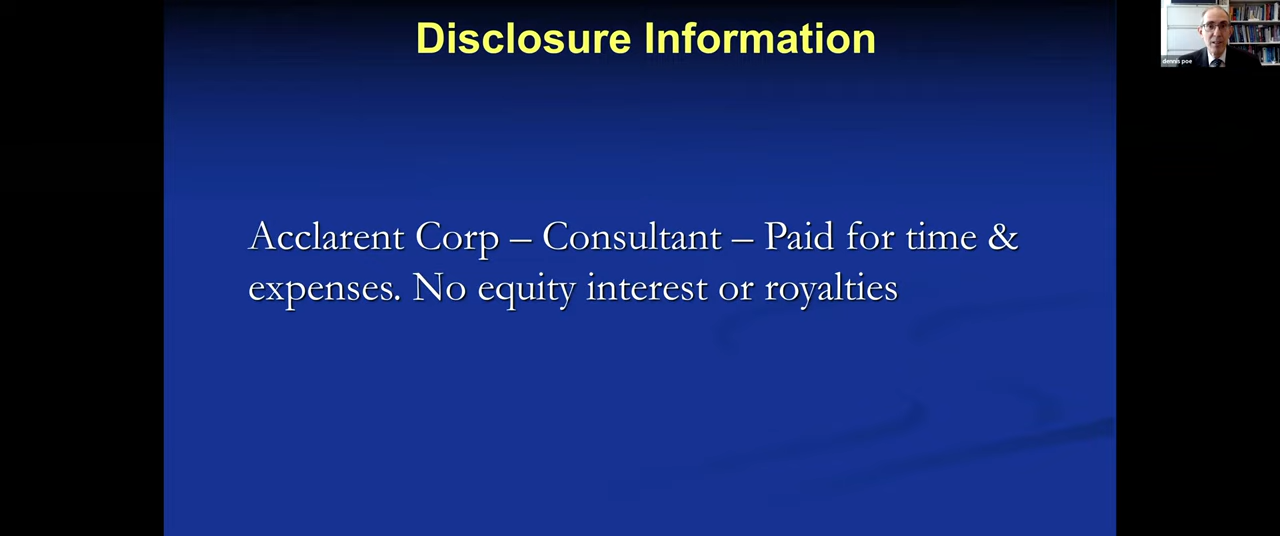 Disclosure Information
dennis poe
Acclarent Corp – Consultant – Paid for time &
expenses. No equity interest or royalties